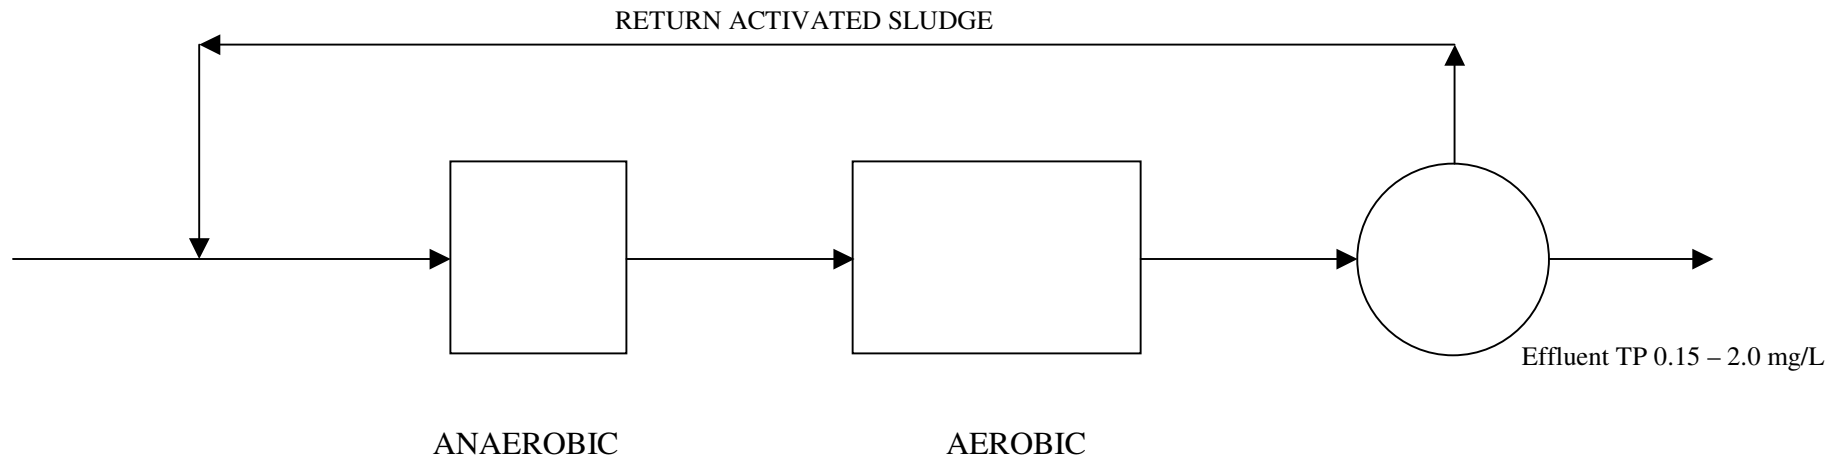 RETURN ACTIVATED SLUDGE
Effluent TP 0.15 – 2.0 mg/L
ANAEROBIC
AEROBIC